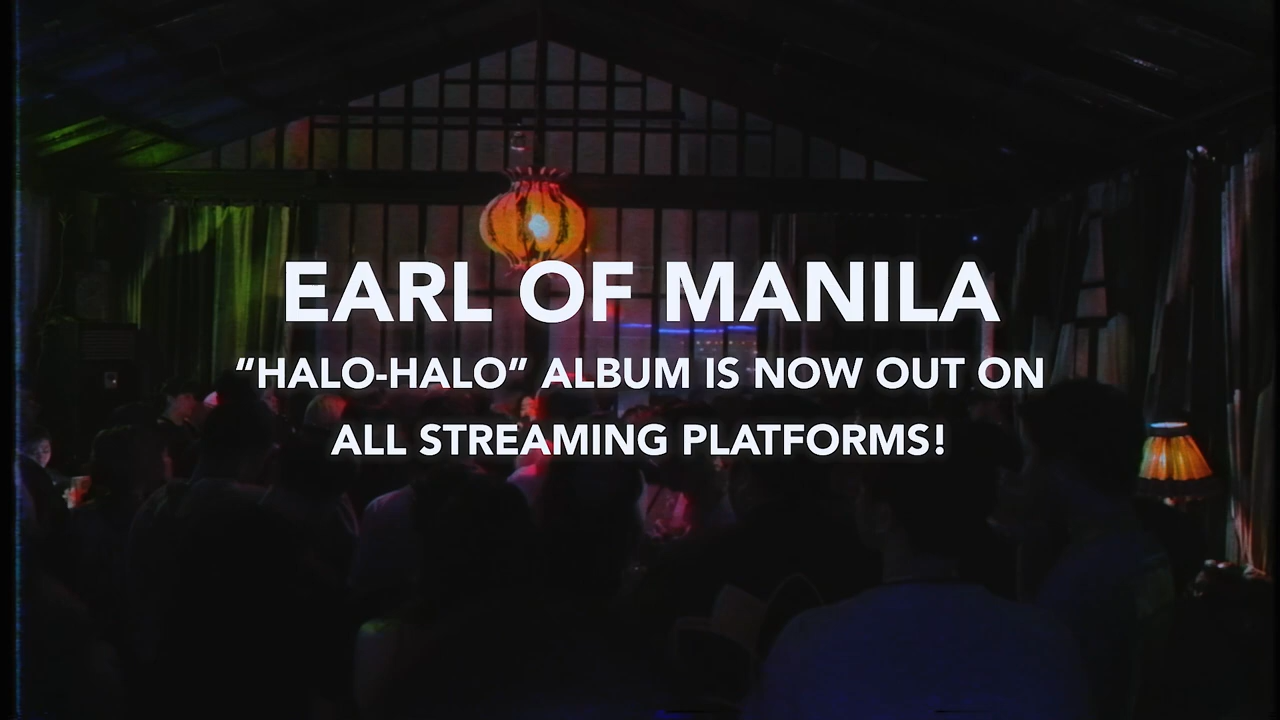 EARL OF MANILA
“HALO-HALO” ALBUM IS NOW OUT ON
ALL STREAMING PLATFORMS!